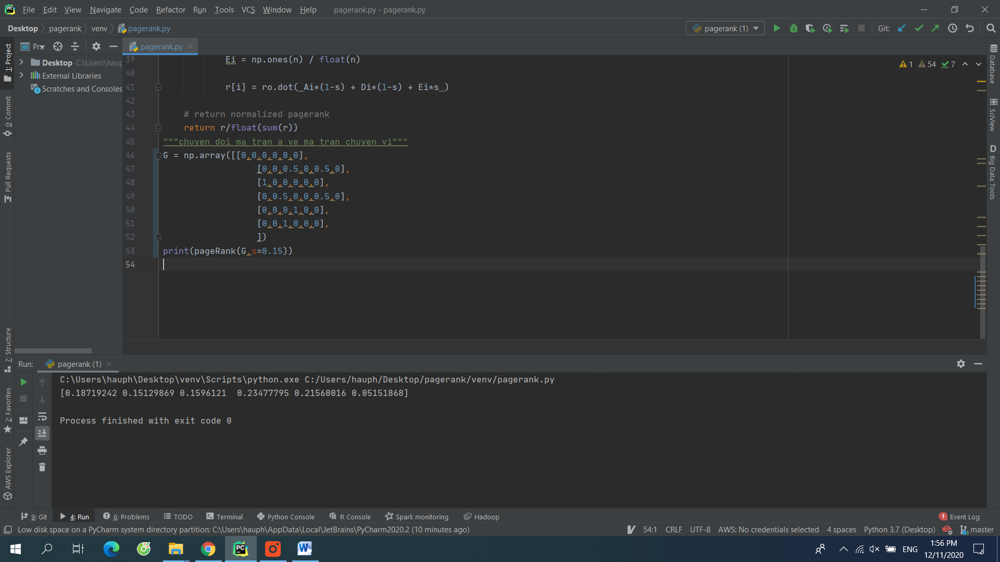 File Edit View Navigate Code Refactor Run Tools VCS Window Help pagerank.py - pagerank.py
Desktop pagerank venv pagerank.py pagerank (1) Git:
1: Project
0: Commit
Pull Requests
7: Structure
2: Favorites
AWS Explorer
Pr
Desktop C:\Users\haup
External Libraries
Scratches and Consoles
pagerank.py
1 54 7
39 Ei = np.ones(n) / float(n)
40
41 r[i] = ro.dot( Ai*(1-s) + Di*(1-s) + Ei*s )
42
43 # return normalized pagerank
44 return r/float(sum(r))
45 """chuyen doi ma tran a ve ma tran chuyen vi"""
46 G = np.array([[0,0,0,0,0,0],
47 [0,0,0.5,0,0.5,0],
48 [1,0,0,0,0,0],
49 [0,0.5,0,0,0.5,0],
50 [0,0,0,1,0,0],
51 [0,0,1,0,0,0],
52 ])
53 print(pageRank(G,s=0.15))
54
Database
SciView
D Big Data Tools
Run: pagerank (1)
C:\Users\hauph\Desktop\venv\Scripts\python.exe C:/Users/hauph/Desktop/pagerank/venv/pagerank.py
[0.18719242 0.15129869 0.1596121  0.23477795 0.21560016 0.05151868]
Process finished with exit code 0
9: Git 4: Run 6: Problems TODO Terminal Python Console R Console Spark monitoring Hadoop 1 Event Log
Low disk space on a PyCharm system directory partition: C:\Users\hauph\AppData\Local\JetBrains\PyCharm2020.2 (10 minutes ago) 54:1 CRLF UTF-8 AWS: No credentials selected 4 spaces Python 3.7 (Desktop) master
PC W ENG 1:56 PM
12/11/2020